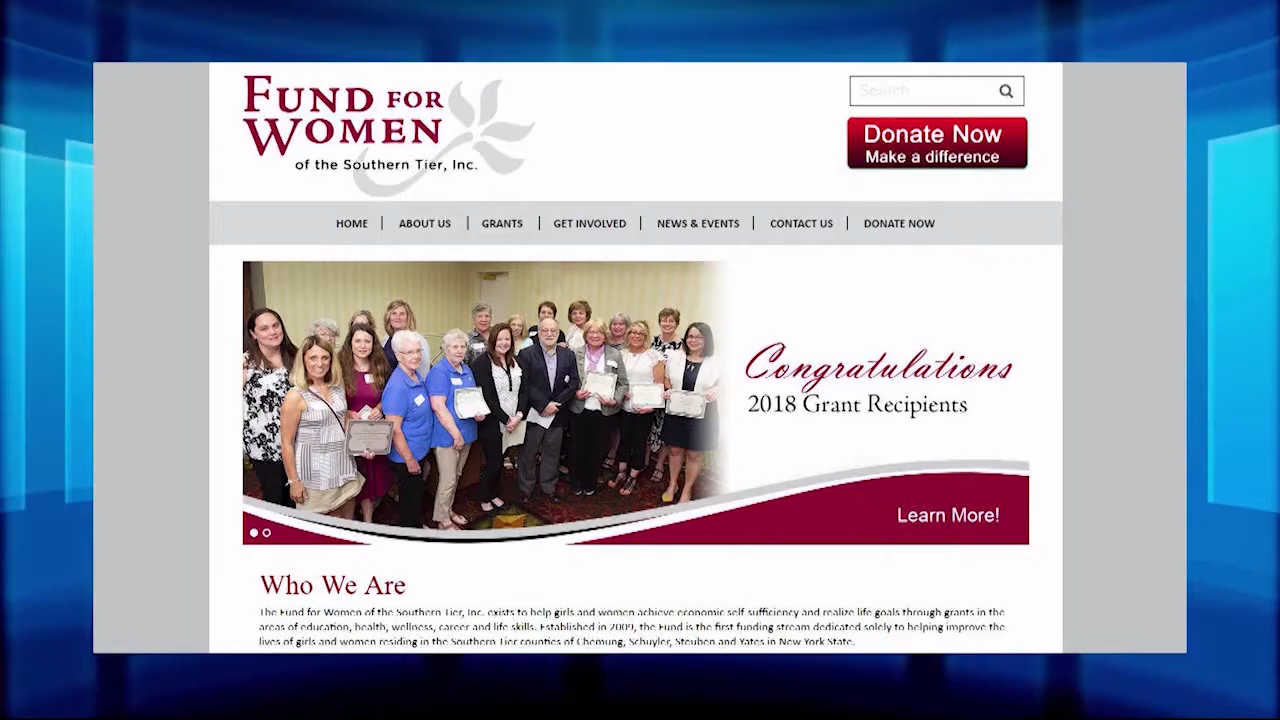 FUND FOR
WOMEN
of the Southern Tier, Inc.
Search
Donate Now
Make a difference
HOME | ABOUT US | GRANTS | GET INVOLVED | NEWS & EVENTS | CONTACT US | DONATE NOW
Congratulations
2018 Grant Recipients
Learn More!
Who We Are
The Fund for Women of the Southern Tier, Inc. exists to help girls and women achieve economic self sufficiency and realize life goals through grants in the
areas of education, health, wellness, career and life skills. Established in 2009, the Fund is the first funding stream dedicated solely to helping improve the
lives of girls and women residing in the Southern Tier counties of Chemung, Schuyler, Steuben and Yates in New York State.